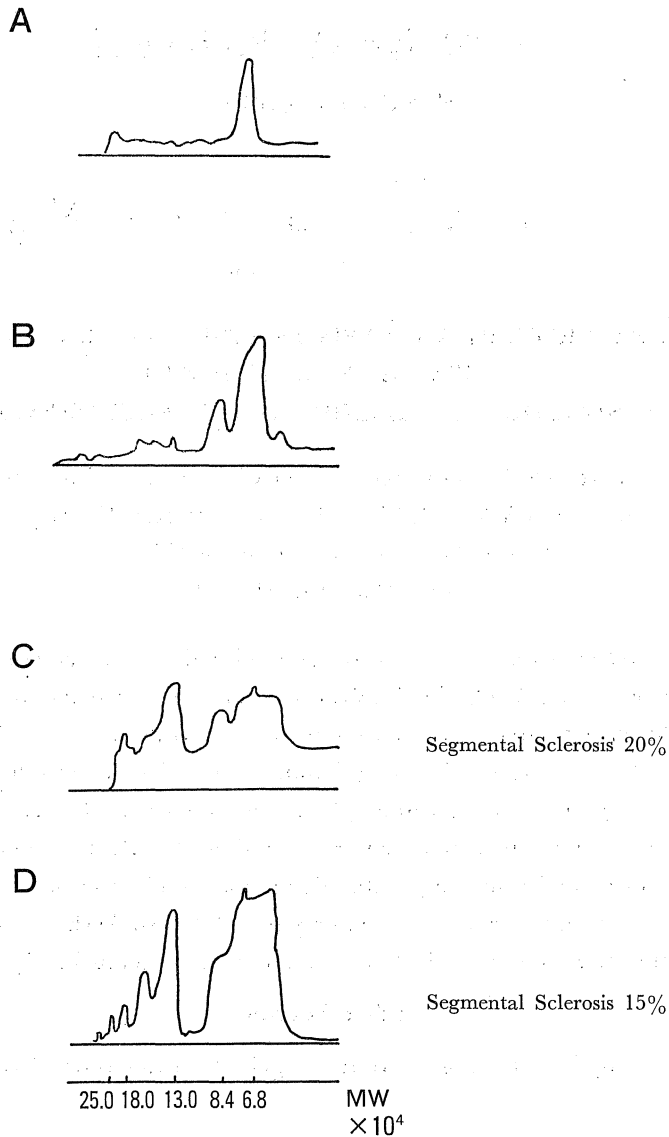 A
B
C
Segmental Sclerosis 20%
D
Segmental Sclerosis 15%
25.0 18.0 13.0 8.4 6.8 MW
×10⁴